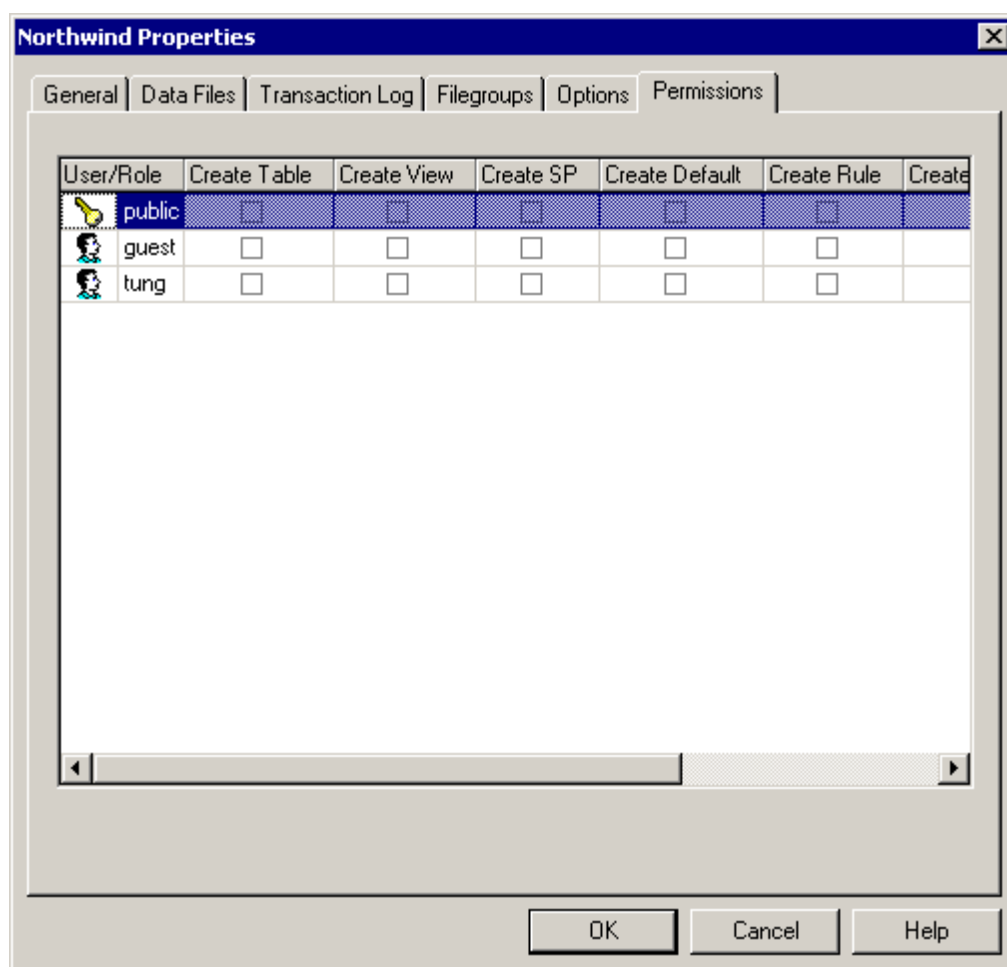 Northwind Properties
General Data Files Transaction Log Filegroups Options Permissions
User/Role Create Table Create View Create SP Create Default Create Rule Create
public
guest
tung
OK Cancel Help